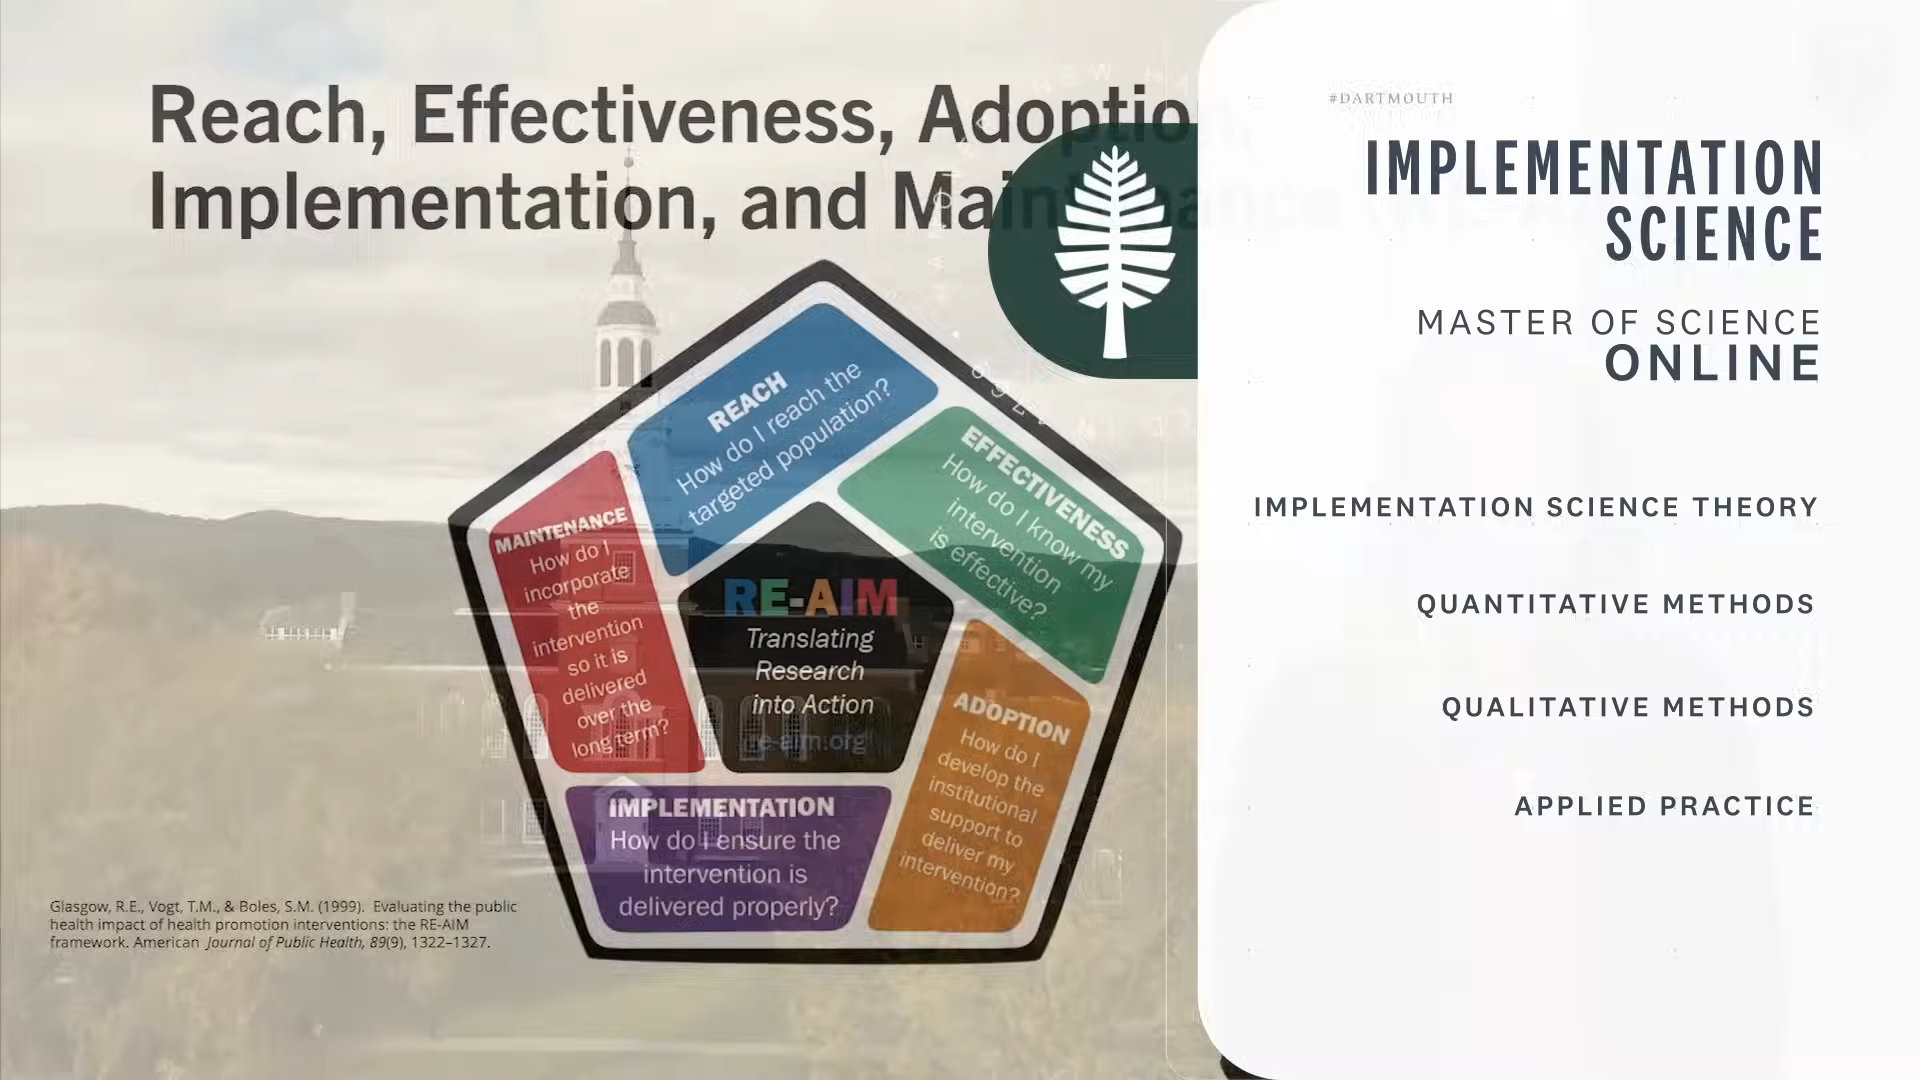 Reach, Effectiveness, Adoption,
Implementation, and Maintenance
REACH
How do I reach the
targeted population?
EFFECTIVENESS
How do I know my
intervention
is effective?
MAINTENANCE
How do I
incorporate
the
intervention
so it is
delivered
over the
long term?
RE-AIM
Translating
Research
into Action
re-aim.org
ADOPTION
How do I
develop the
institutional
support to
deliver my
intervention?
IMPLEMENTATION
How do I ensure the
intervention is
delivered properly?
Glasgow, R.E., Vogt, T.M., & Boles, S.M. (1999). Evaluating the public
health impact of health promotion interventions: the RE-AIM
framework. American Journal of Public Health, 89(9), 1322–1327.
#DARTMOUTH
IMPLEMENTATION
SCIENCE
MASTER OF SCIENCE
ONLINE
IMPLEMENTATION SCIENCE THEORY
QUANTITATIVE METHODS
QUALITATIVE METHODS
APPLIED PRACTICE